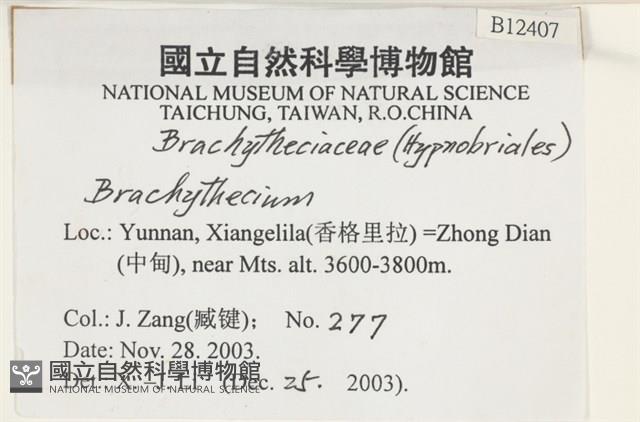 B12407
國立自然科學博物館
NATIONAL MUSEUM OF NATURAL SCIENCE
TAICHUNG, TAIWAN, R.O.CHINA
Brachytheciaceae (Hypnobriales)
Brachythecium
Loc.: Yunnan, Xiangelila(香格里拉) =Zhong Dian
(中甸), near Mts. alt. 3600-3800m.
Col.: J. Zang(臧键); No. 277
Date: Nov. 28. 2003.
國立自然科學博物館
NATIONAL MUSEUM OF NATURAL SCIENCE
(Dec. 25. 2003).